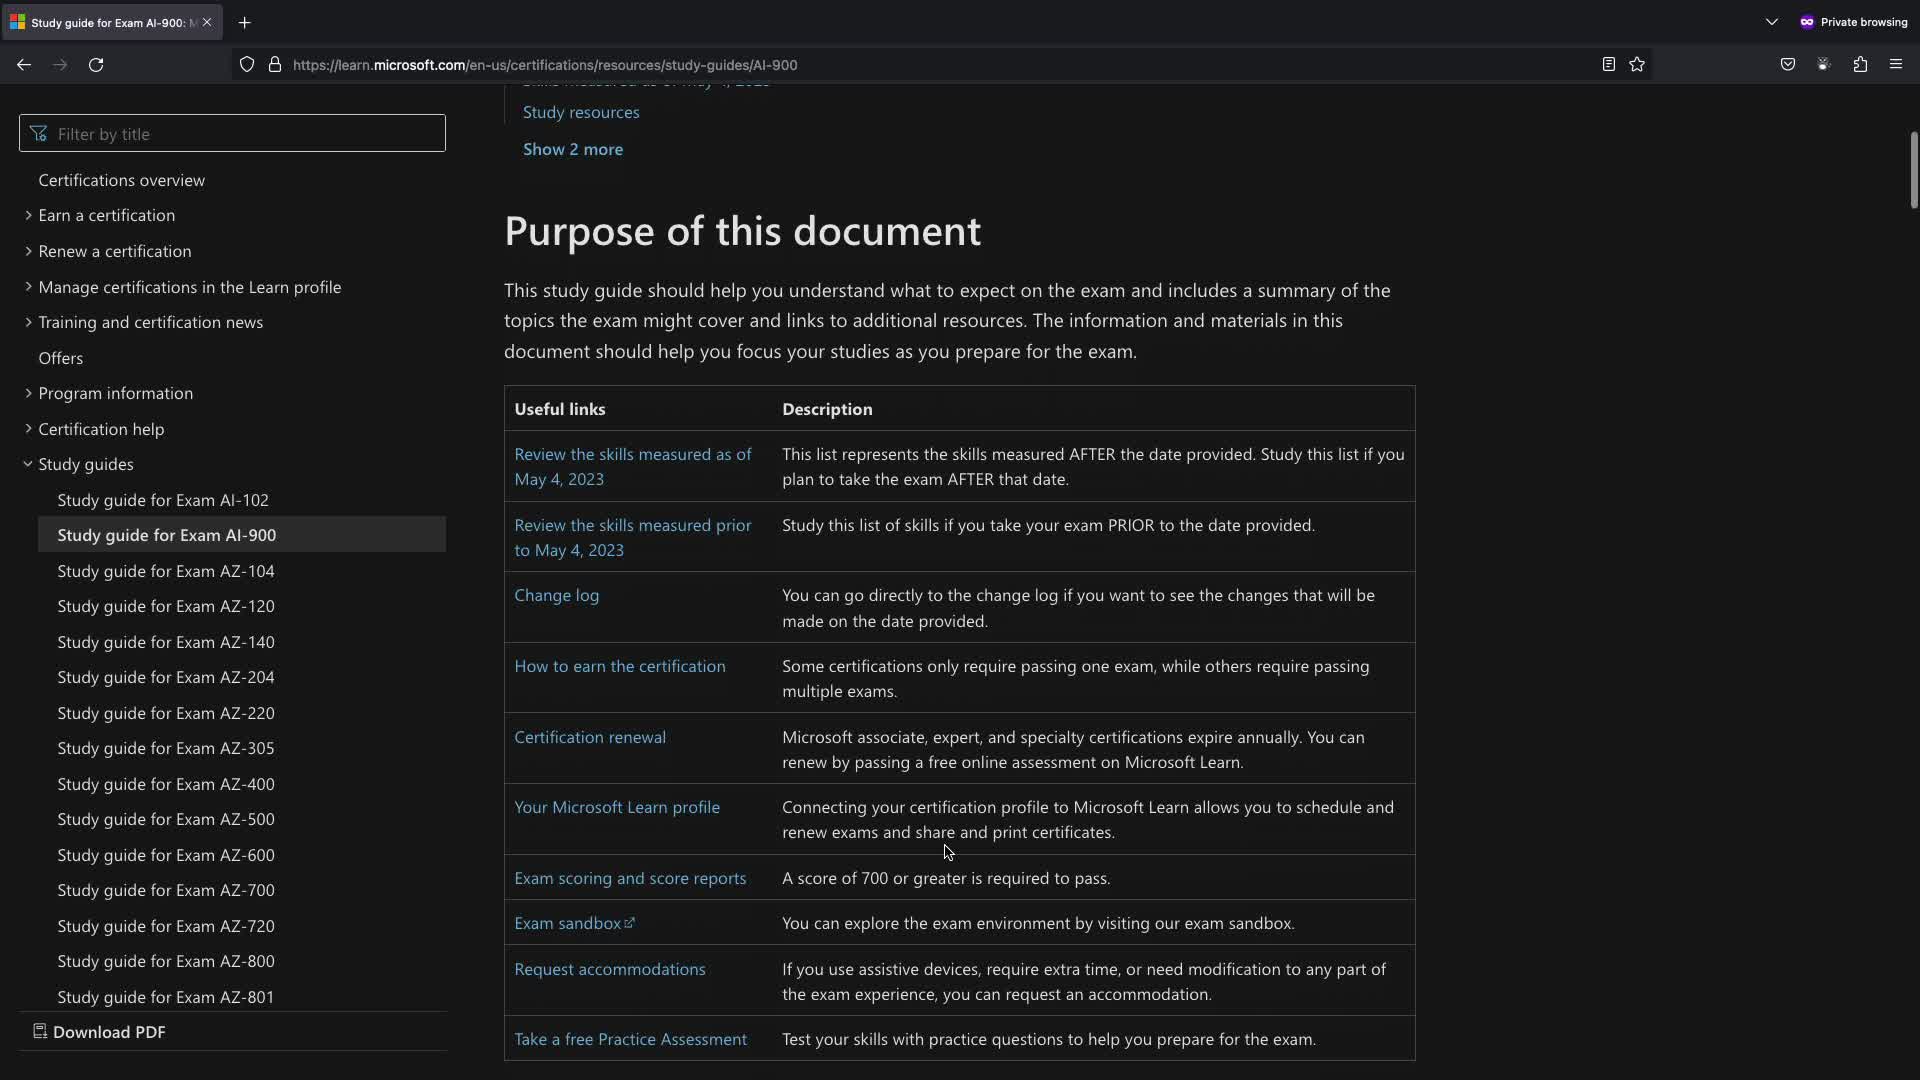 Study guide for Exam AI-900: M
Private browsing
https://learn.microsoft.com/en-us/certifications/resources/study-guides/AI-900
Filter by title
Certifications overview
Earn a certification
Renew a certification
Manage certifications in the Learn profile
Training and certification news
Offers
Program information
Certification help
Study guides
Study guide for Exam AI-102
Study guide for Exam AI-900
Study guide for Exam AZ-104
Study guide for Exam AZ-120
Study guide for Exam AZ-140
Study guide for Exam AZ-204
Study guide for Exam AZ-220
Study guide for Exam AZ-305
Study guide for Exam AZ-400
Study guide for Exam AZ-500
Study guide for Exam AZ-600
Study guide for Exam AZ-700
Study guide for Exam AZ-720
Study guide for Exam AZ-800
Study guide for Exam AZ-801
Download PDF
Skills measured as of May 4, 2023
Study resources
Show 2 more
Purpose of this document
This study guide should help you understand what to expect on the exam and includes a summary of the
topics the exam might cover and links to additional resources. The information and materials in this
document should help you focus your studies as you prepare for the exam.
Useful links Description
Review the skills measured as of This list represents the skills measured AFTER the date provided. Study this list if you
May 4, 2023 plan to take the exam AFTER that date.
Review the skills measured prior Study this list of skills if you take your exam PRIOR to the date provided.
to May 4, 2023
Change log You can go directly to the change log if you want to see the changes that will be
made on the date provided.
How to earn the certification Some certifications only require passing one exam, while others require passing
multiple exams.
Certification renewal Microsoft associate, expert, and specialty certifications expire annually. You can
renew by passing a free online assessment on Microsoft Learn.
Your Microsoft Learn profile Connecting your certification profile to Microsoft Learn allows you to schedule and
renew exams and share and print certificates.
Exam scoring and score reports A score of 700 or greater is required to pass.
Exam sandbox You can explore the exam environment by visiting our exam sandbox.
Request accommodations If you use assistive devices, require extra time, or need modification to any part of
the exam experience, you can request an accommodation.
Take a free Practice Assessment Test your skills with practice questions to help you prepare for the exam.